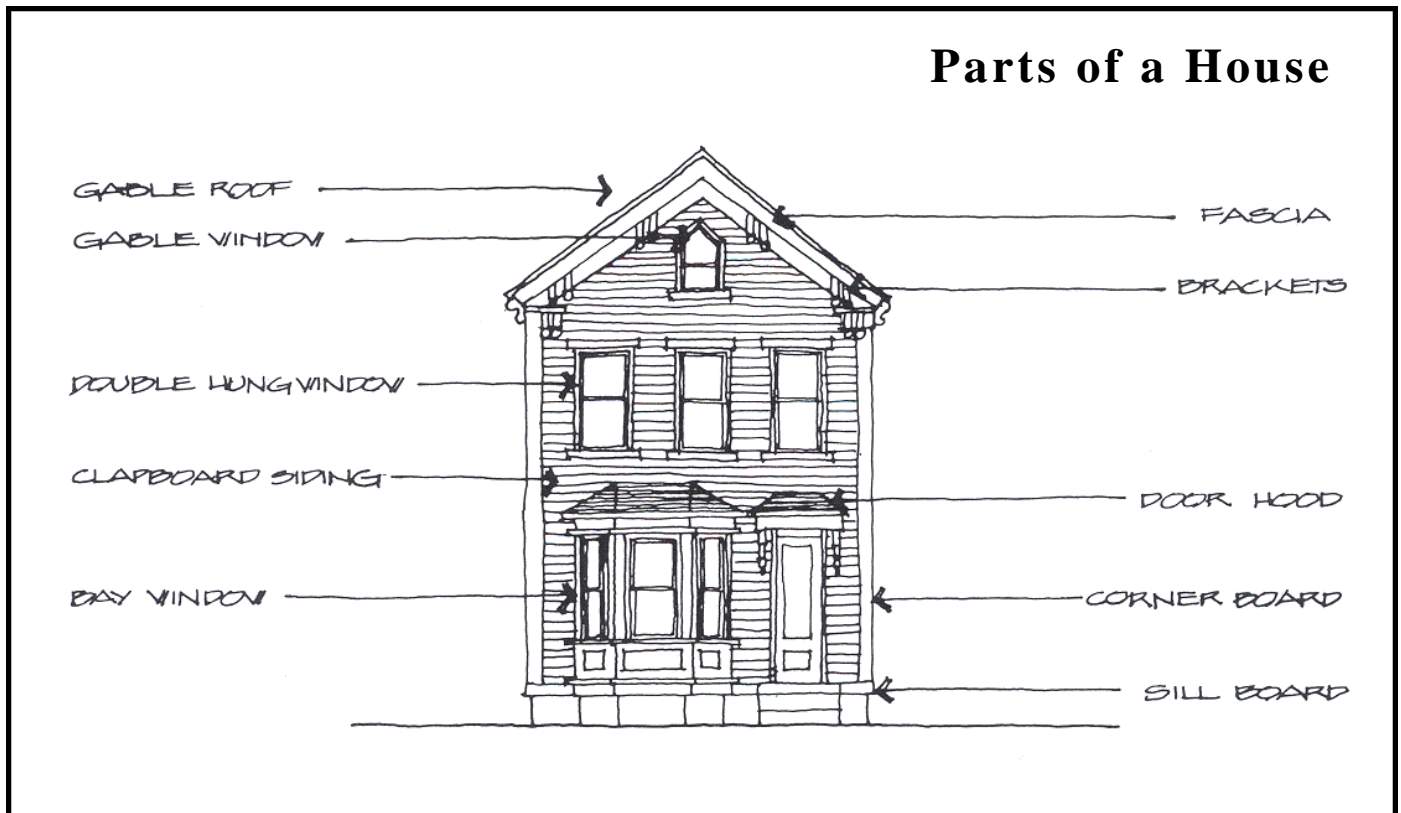 Parts of a House
GABLE ROOF
GABLE WINDOW
DOUBLE HUNG WINDOW
CLAPBOARD SIDING
BAY WINDOW
FASCIA
BRACKETS
DOOR HOOD
CORNER BOARD
SILL BOARD